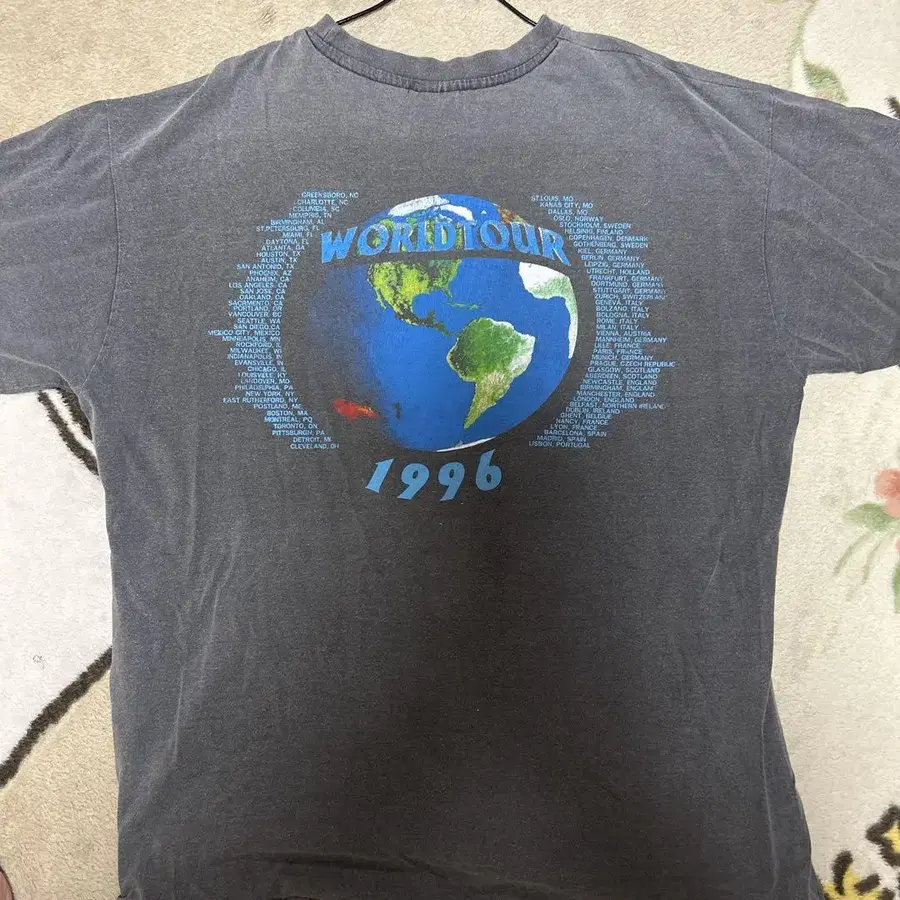 GREENSBORO, NC
CHARLOTTE, NC
COLUMBIA, SC
MEMPHIS, TN
BIRMINGHAM, AL
ST.PETERSBURG, FL
MIAMI, FL
DAYTONA, FL
ATLANTA, GA
HOUSTON, TX
AUSTIN, TX
SAN ANTONIO, TX
PHOENIX, AZ
ANAHEIM, CA
LOS ANGELES, CA
SAN JOSE, CA
OAKLAND, CA
SACRAMENTO, CA
PORTLAND, OR
VANCOUVER, BC
SEATTLE, WA
SAN DIEGO,CA
MEXICO CITY, MEXICO
MINNEAPOLIS, MN
ROCKFORD, IL
MILWAUKEE, WI
INDIANAPOLIS, IN
EVANSVILLE, IN
CHICAGO, IL
LOUISVILLE, KY
LANDOVER, MD
PHILADELPHIA, PA
NEW YORK, NY
EAST RUTHERFORD, NY
PORTLAND, ME
BOSTON, MA
MONTREAL, PQ
TORONTO, ON
PITTSBURGH, PA
DETROIT, MI
CLEVELAND, OH
WORLD TOUR
1996
ST.LOUIS, MO
KANAS CITY, MO
DALLAS, MO
OSLO, NORWAY
STOCKHOLM, SWEDEN
HELSINKI, FINLAND
COPENHAGEN, DENMARK
GOTHENBERG, SWEDEN
KIEL, GERMANY
BERLIN, GERMANY
LEIPZIG, GERMANY
UTRECHT, HOLLAND
FRANKFURT, GERMANY
DORTMUND, GERMANY
STUTTGART, GERMANY
ZURICH, SWITZERLAND
GENEVA, ITALY
BOLZANO, ITALY
BOLOGNA, ITALY
ROME, ITALY
MILAN, ITALY
VIENNA, AUSTRIA
MANNHEIM, GERMANY
LILLE, FRANCE
PARIS, FRANCE
MUNICH, GERMANY
PRAGUE, CZECH REPUBLIC
GLASGOW, SCOTLAND
ABERDEEN, SCOTLAND
NEWCASTLE, ENGLAND
BIRMINGHAM, ENGLAND
MANCHESTER, ENGLAND
LONDON, ENGLAND
BELFAST, NORTHERN IRELAND
DUBLIN, IRELAND
GHENT, BELGIUE
NANCY, FRANCE
LYON, FRANCE
BARCELONA, SPAIN
MADRID, SPAIN
LISBON, PORTUGAL